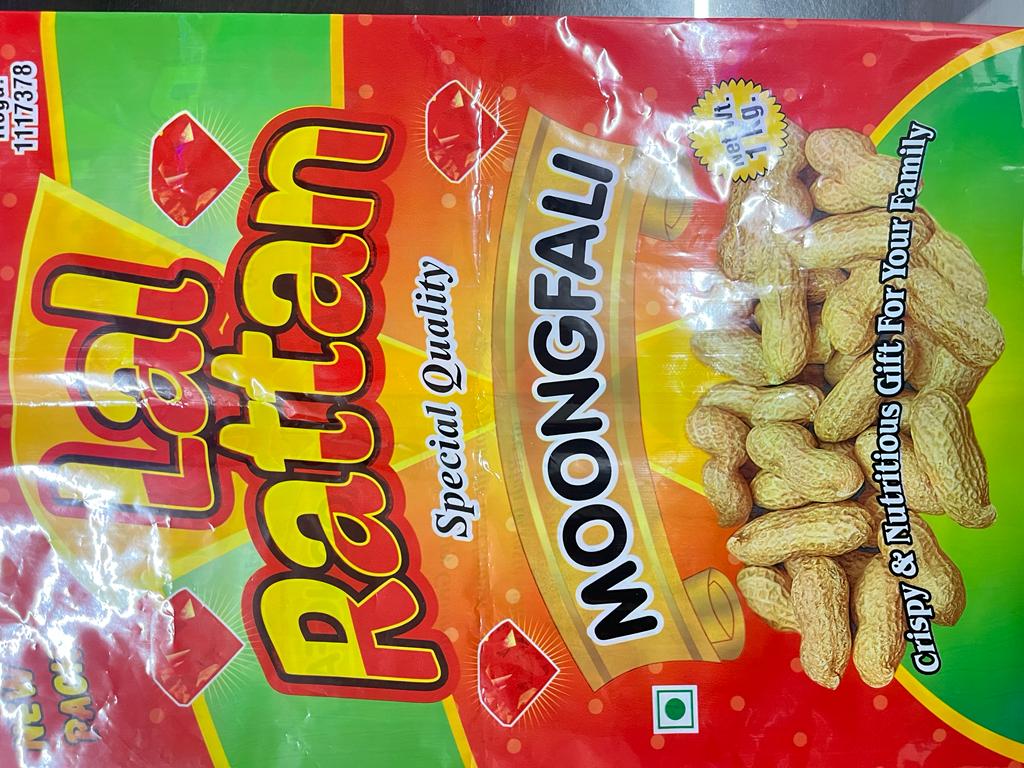 NEW
PACK
Regd.
1117378
Lal
Rattan
Special Quality
MOONGFALI
Net Wt.
1 Kg.
Crispy & Nutritious Gift For Your Family